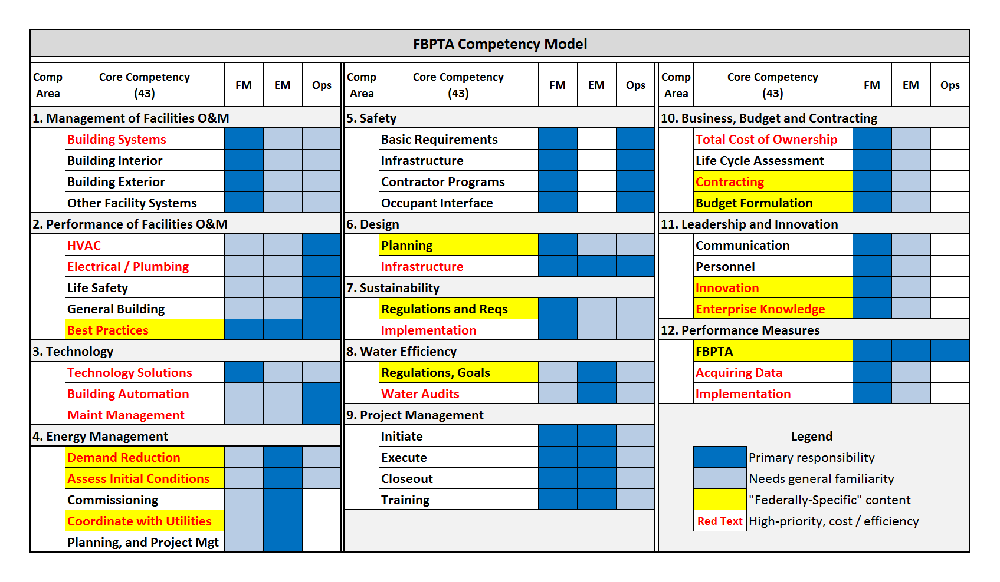 FBPTA Competency Model
Comp Area
Core Competency (43)
FM
EM
Ops
1. Management of Facilities O&M
Building Systems
Building Interior
Building Exterior
Other Facility Systems
2. Performance of Facilities O&M
HVAC
Electrical / Plumbing
Life Safety
General Building
Best Practices
3. Technology
Technology Solutions
Building Automation
Maint Management
4. Energy Management
Demand Reduction
Assess Initial Conditions
Commissioning
Coordinate with Utilities
Planning, and Project Mgt
Comp Area
Core Competency (43)
FM
EM
Ops
5. Safety
Basic Requirements
Infrastructure
Contractor Programs
Occupant Interface
6. Design
Planning
Infrastructure
7. Sustainability
Regulations and Reqs
Implementation
8. Water Efficiency
Regulations, Goals
Water Audits
9. Project Management
Initiate
Execute
Closeout
Training
Comp Area
Core Competency (43)
FM
EM
Ops
10. Business, Budget and Contracting
Total Cost of Ownership
Life Cycle Assessment
Contracting
Budget Formulation
11. Leadership and Innovation
Communication
Personnel
Innovation
Enterprise Knowledge
12. Performance Measures
FBPTA
Acquiring Data
Implementation
Legend
Primary responsibility
Needs general familiarity
"Federally-Specific" content
Red Text High-priority, cost / efficiency